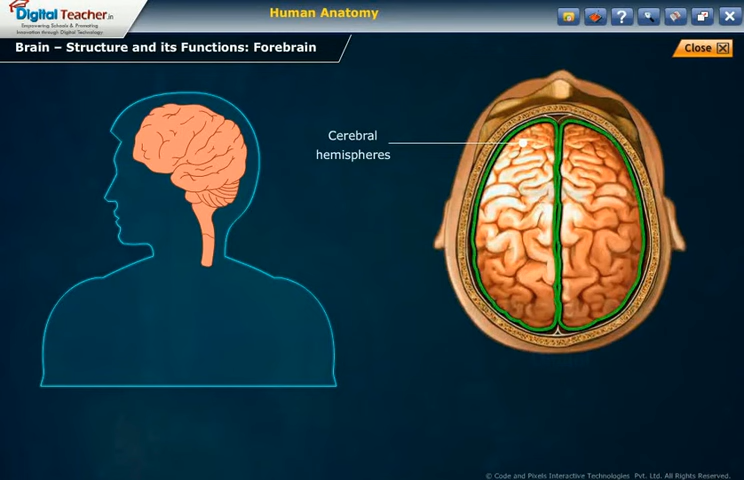 Digital Teacher.in
Empowering Schools & Promoting
Innovation through Digital Technology
Human Anatomy
Brain – Structure and its Functions: Forebrain
Close
Cerebral
hemispheres
© Code and Pixels Interactive Technologies Pvt. Ltd. All Rights Reserved.